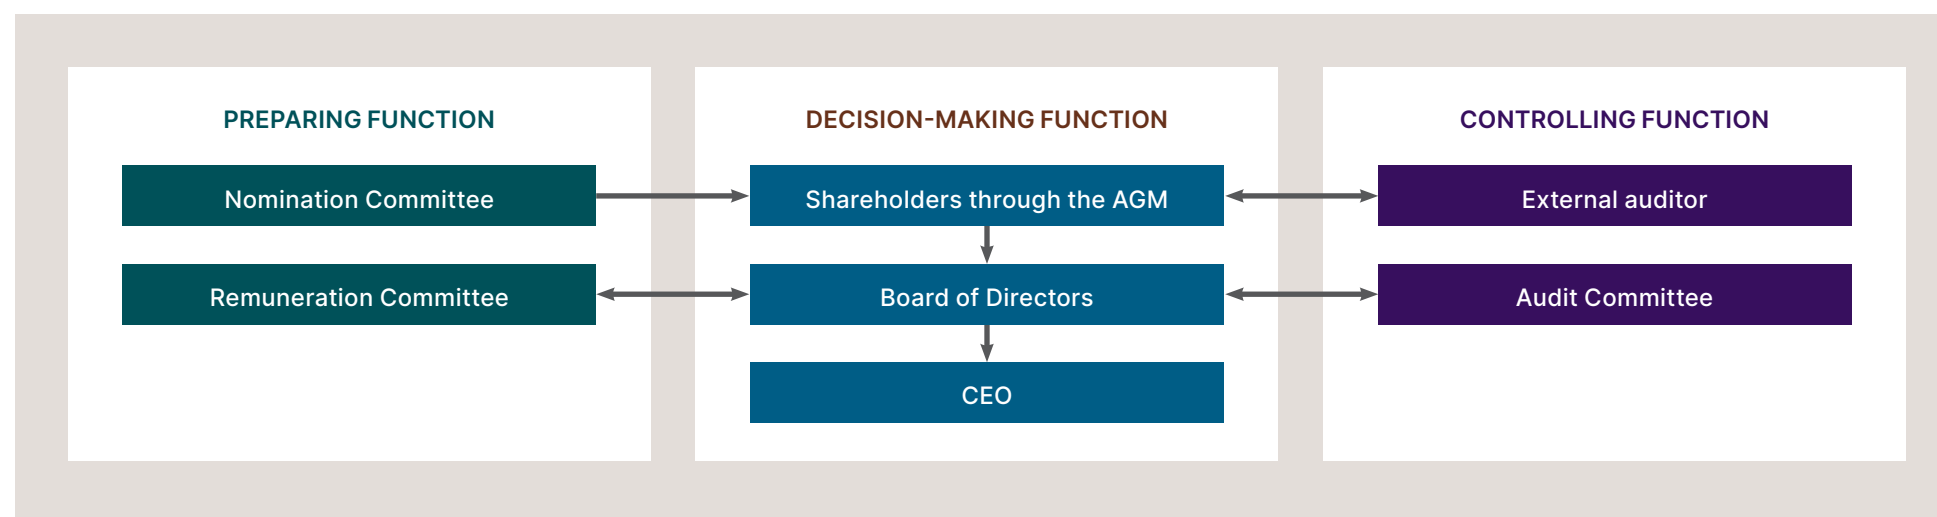 PREPARING FUNCTION
Nomination Committee
Remuneration Committee
DECISION-MAKING FUNCTION
Shareholders through the AGM
Board of Directors
CEO
CONTROLLING FUNCTION
External auditor
Audit Committee